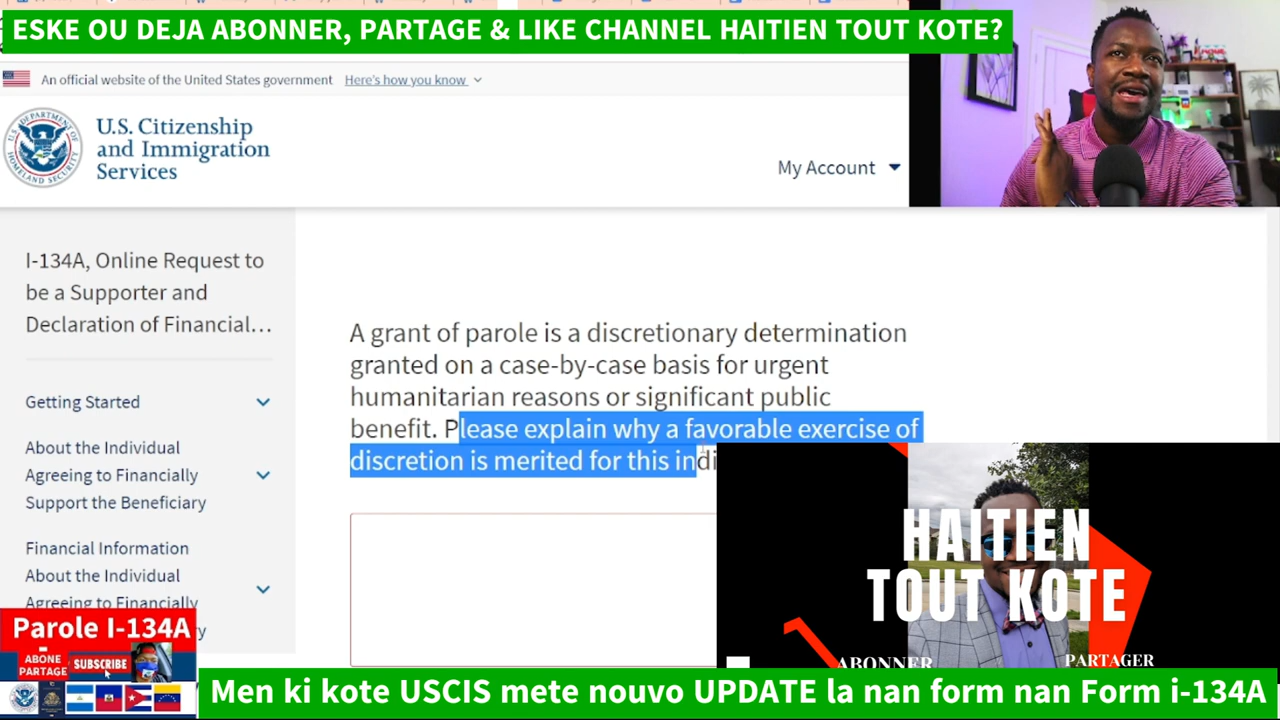 ESKE OU DEJA ABONNER, PARTAGE & LIKE CHANNEL HAITIEN TOUT KOTE?
An official website of the United States government Here's how you know
U.S. Citizenship
and Immigration
Services
My Account
I-134A, Online Request to
be a Supporter and
Declaration of Financial...
Getting Started
About the Individual
Agreeing to Financially
Support the Beneficiary
Financial Information
About the Individual
Agreeing to Financially
A grant of parole is a discretionary determination
granted on a case-by-case basis for urgent
humanitarian reasons or significant public
benefit. Please explain why a favorable exercise of
discretion is merited for this indi
HAITIEN
TOUT KOTE
ABONNER
PARTAGER
Parole I-134A
ABONE
PARTAGE
SUBSCRIBE
Men ki kote USCIS mete nouvo UPDATE la nan form nan Form i-134A